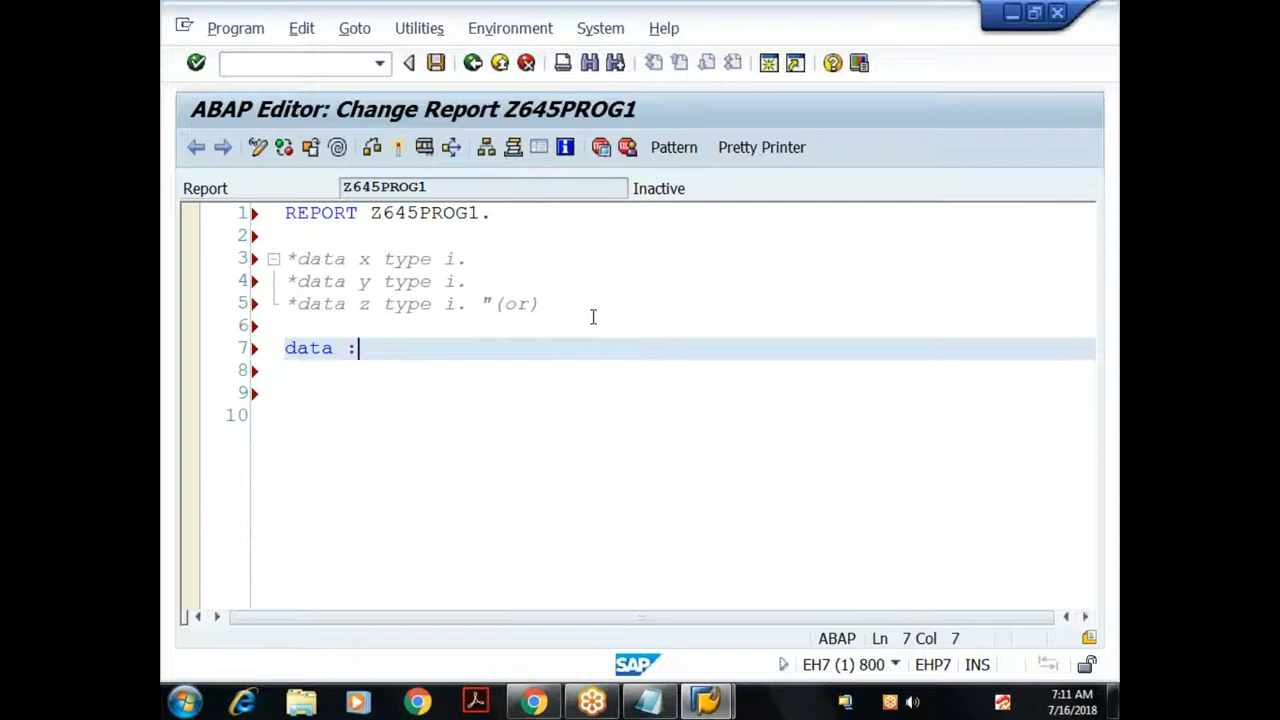 Program Edit Goto Utilities Environment System Help
ABAP Editor: Change Report Z645PROG1
Pattern Pretty Printer
Report Z645PROG1 Inactive
1 REPORT Z645PROG1.
2
3 *data x type i.
4 *data y type i.
5 *data z type i. "(or)
6
7 data :
8
9
10
ABAP Ln 7 Col 7
SAP EH7 (1) 800 EHP7 INS
7:11 AM
7/16/2018